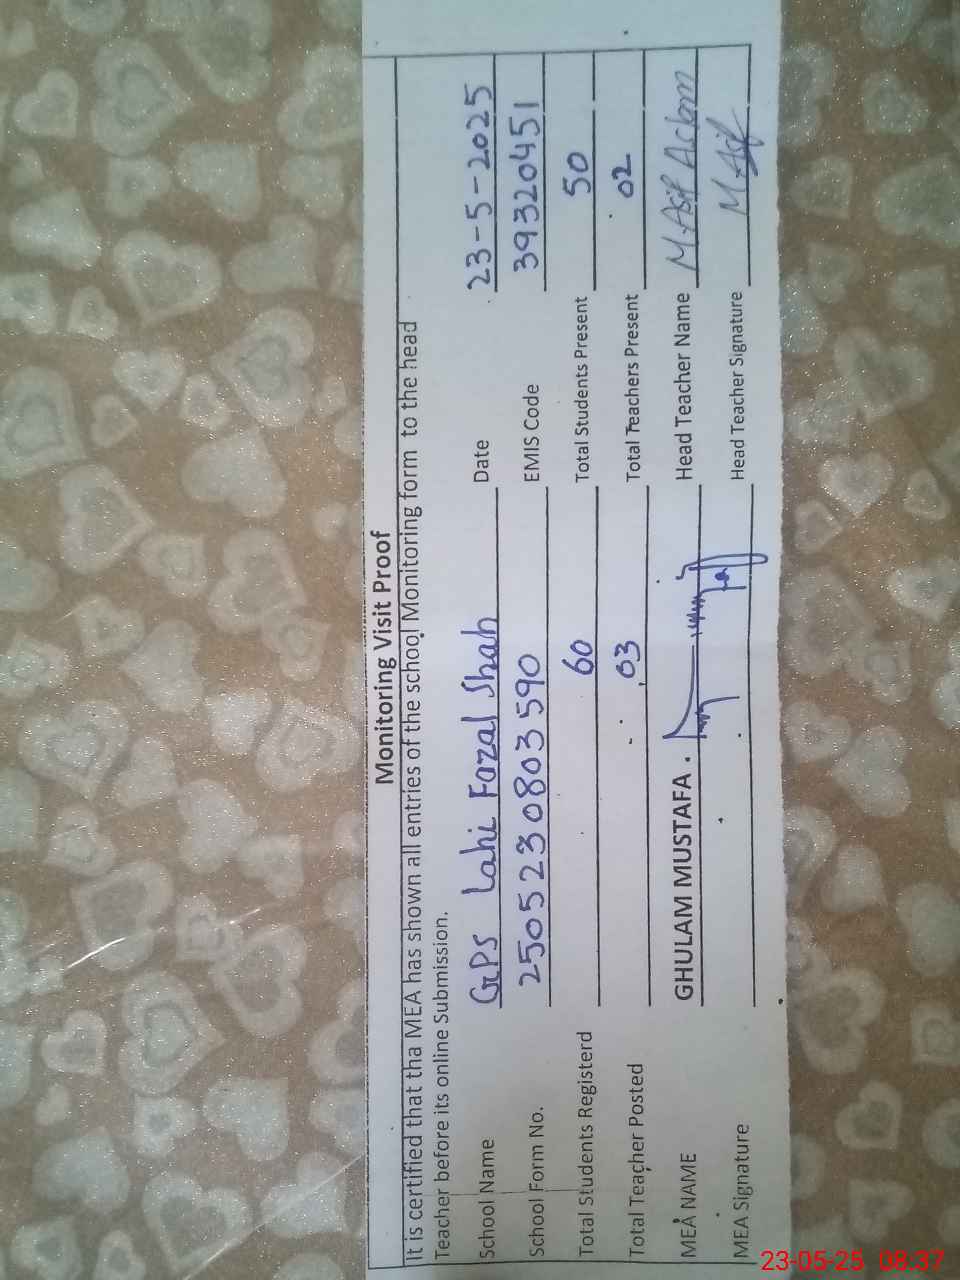 Monitoring Visit Proof
It is certified that tha MEA has shown all entries of the school Monitoring form to the head
Teacher before its online Submission.
School Name GPS Lahi Fazal Shah Date 23-5-2025
School Form No. 2505230803590 EMIS Code 39320451
Total Students Registerd 60 Total Students Present 50
Total Teacher Posted 03 Total Teachers Present 02
MEA NAME GHULAM MUSTAFA . Head Teacher Name M Asif Aslam
MEA Signature Head Teacher Signature M Asif
23-05-25 08:37